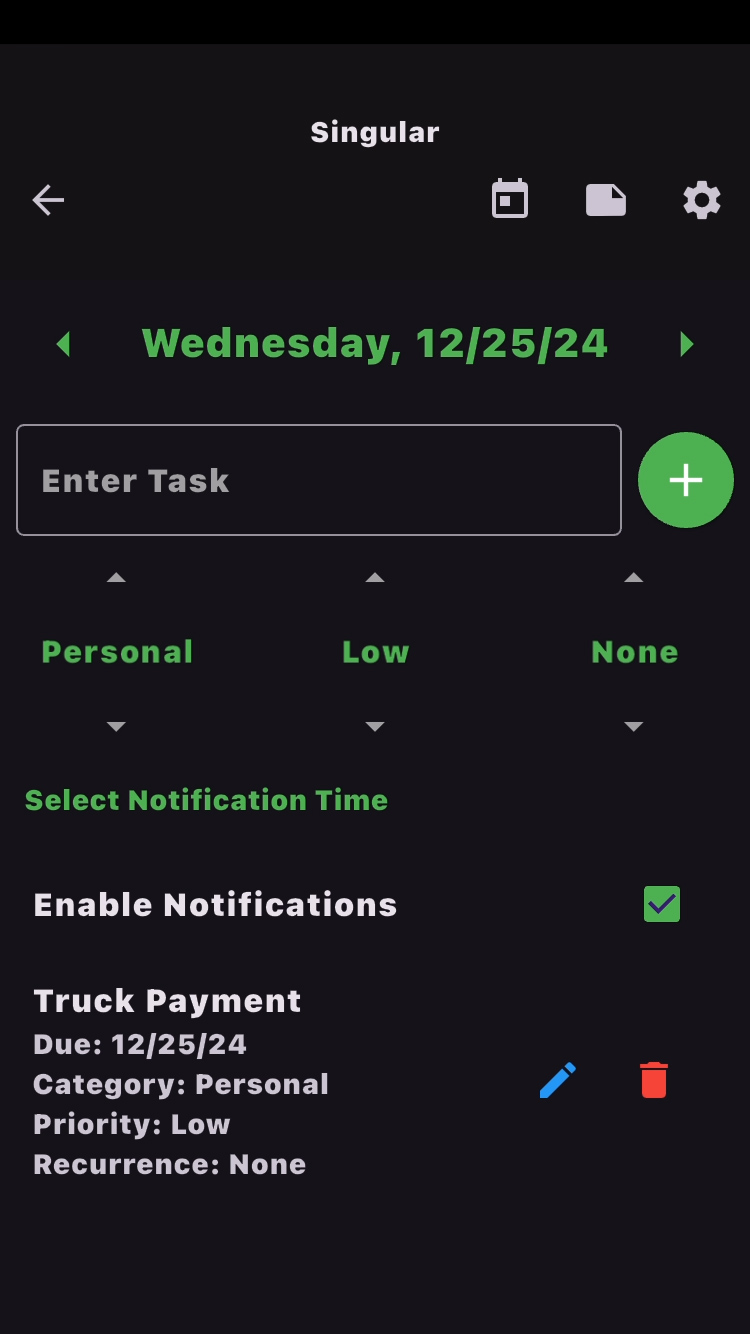 Singular
Wednesday, 12/25/24
Enter Task
Personal Low None
Select Notification Time
Enable Notifications
Truck Payment
Due: 12/25/24
Category: Personal
Priority: Low
Recurrence: None